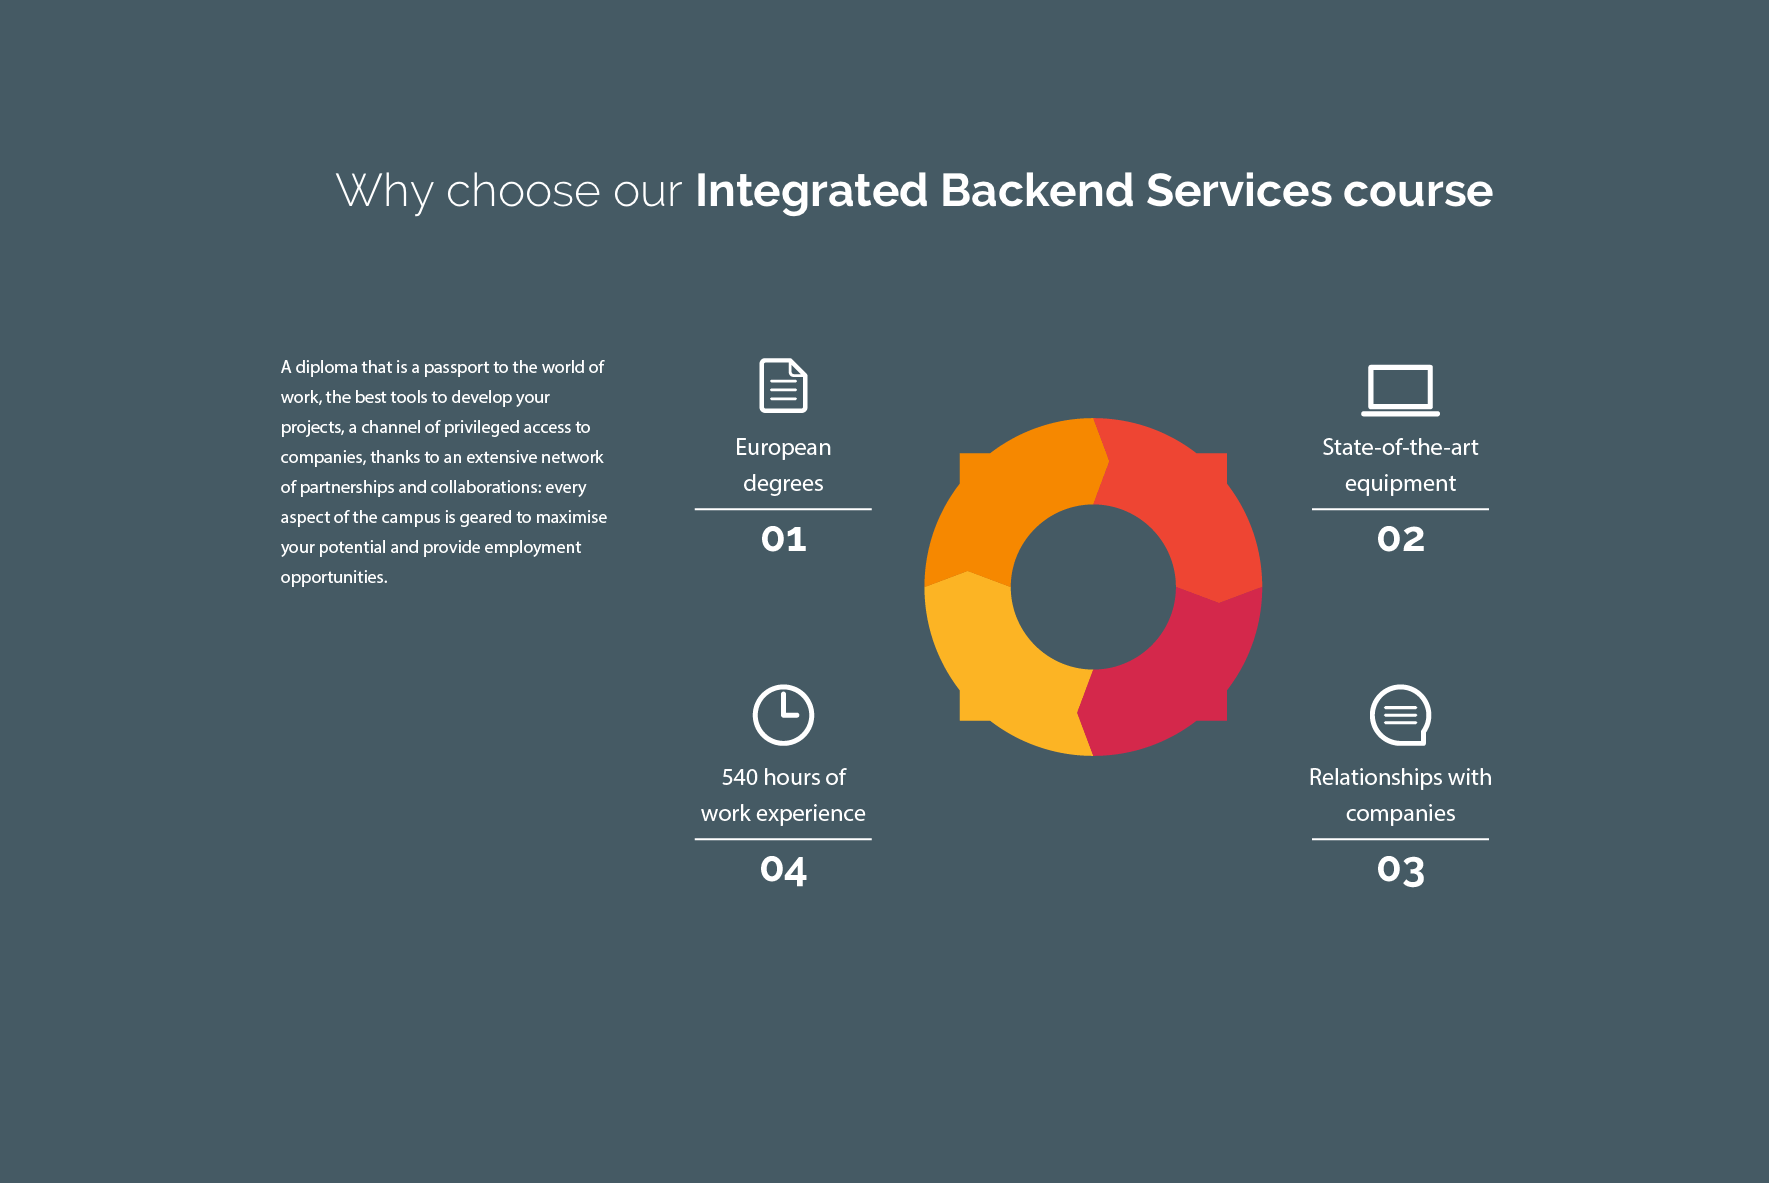 Why choose our Integrated Backend Services course
A diploma that is a passport to the world of
work, the best tools to develop your
projects, a channel of privileged access to
companies, thanks to an extensive network
of partnerships and collaborations: every
aspect of the campus is geared to maximise
your potential and provide employment
opportunities.
European
degrees
01
State-of-the-art
equipment
02
540 hours of
work experience
04
Relationships with
companies
03